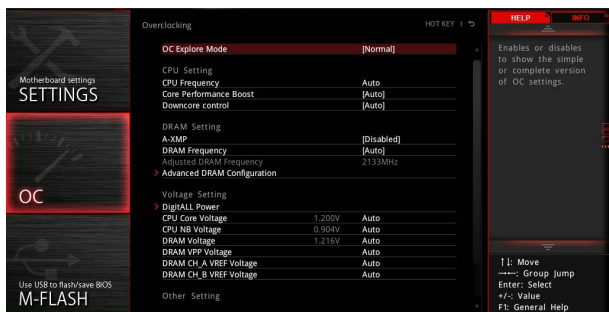 Overclocking
HOT KEY |
HELP
INFO
Motherboard settings
SETTINGS
OC
Use USB to flash/save BIOS
M-FLASH
OC Explore Mode [Normal]
CPU Setting
CPU Frequency Auto
Core Performance Boost [Auto]
Downcore control [Auto]
DRAM Setting
A-XMP [Disabled]
DRAM Frequency [Auto]
Adjusted DRAM Frequency 2133MHz
> Advanced DRAM Configuration
Voltage Setting
> DigitALL Power
CPU Core Voltage 1.200V Auto
CPU NB Voltage 0.904V Auto
DRAM Voltage 1.216V Auto
DRAM VPP Voltage Auto
DRAM CH_A VREF Voltage Auto
DRAM CH_B VREF Voltage Auto
Other Setting
Enables or disables
to show the simple
or complete version
of OC settings.
↑↓: Move
→←: Group Jump
Enter: Select
+/-: Value
F1: General Help